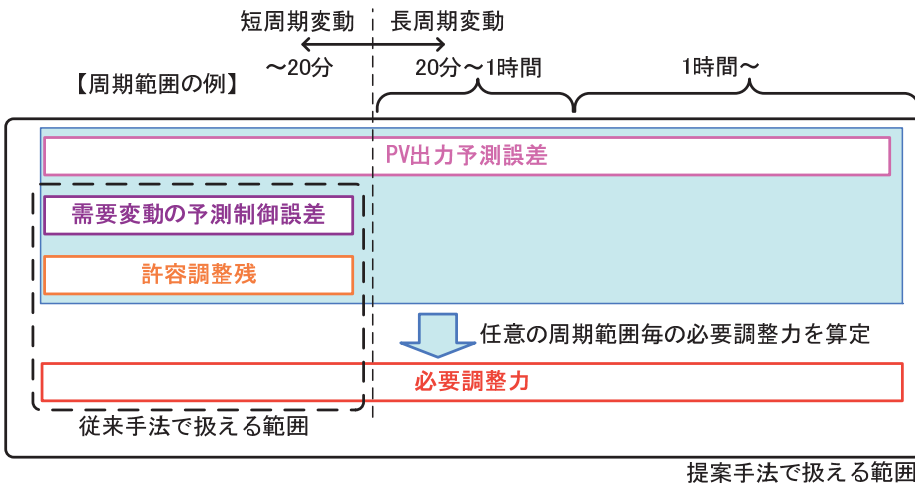 短周期変動 長周期変動
～20分 20分～1時間 1時間～
【周期範囲の例】
PV出力予測誤差
需要変動の予測制御誤差
許容調整残
任意の周期範囲毎の必要調整力を算定
必要調整力
従来手法で扱える範囲
提案手法で扱える範囲